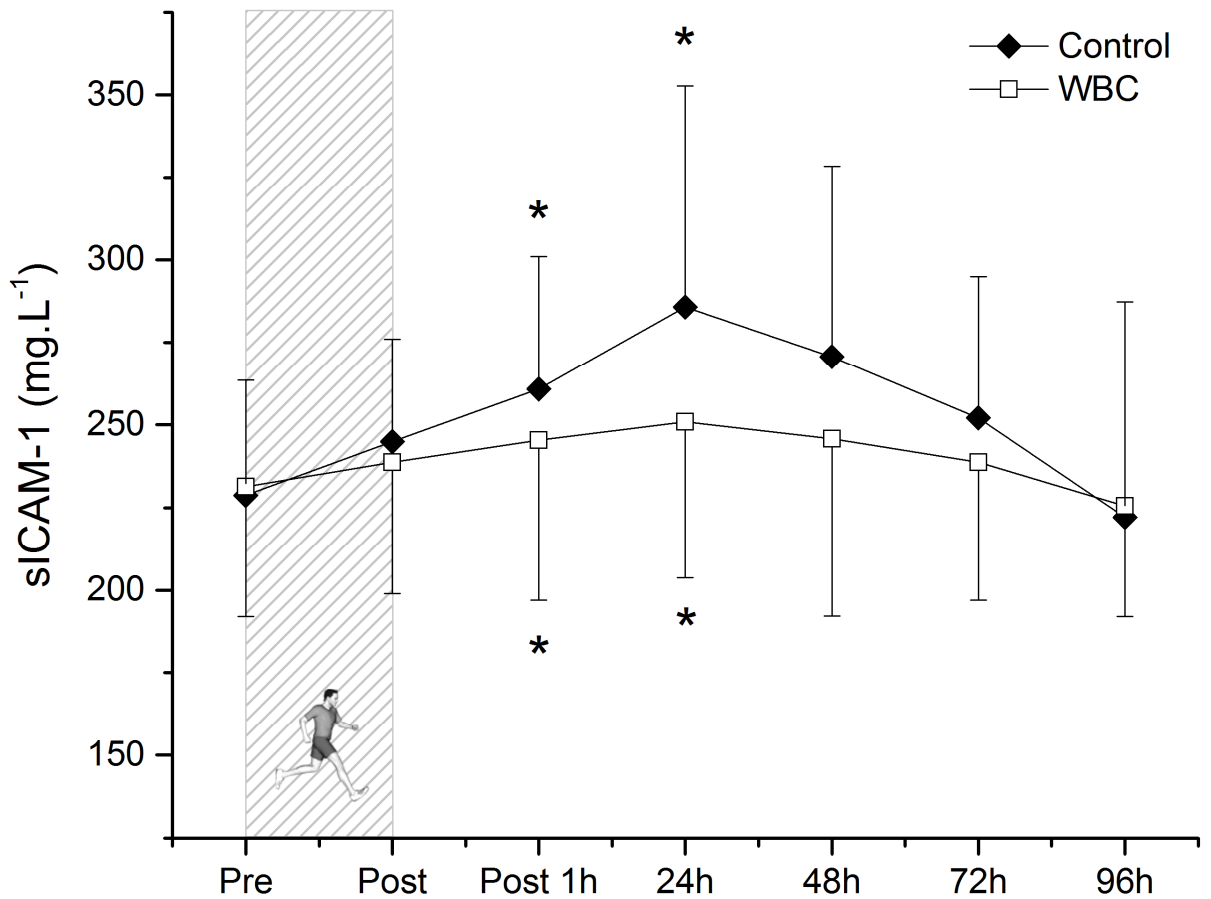 Control
WBC
*
*
*
*
350
300
250
200
150
sICAM-1 (mg.L⁻¹)
Pre Post Post 1h 24h 48h 72h 96h